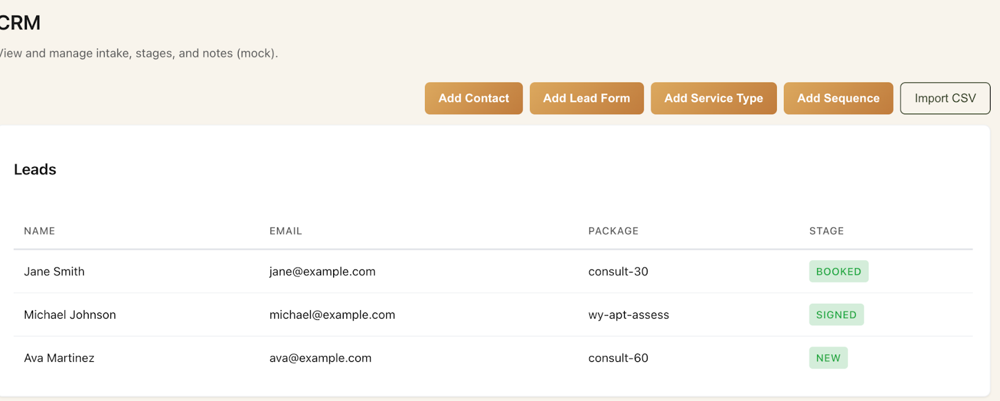 CRM
View and manage intake, stages, and notes (mock).
Add Contact Add Lead Form Add Service Type Add Sequence Import CSV
Leads
NAME EMAIL PACKAGE STAGE
Jane Smith jane@example.com consult-30 BOOKED
Michael Johnson michael@example.com wy-apt-assess SIGNED
Ava Martinez ava@example.com consult-60 NEW